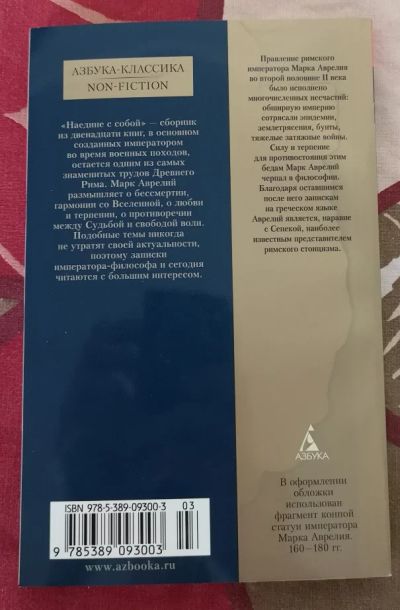 АЗБУКА-КЛАССИКА
NON-FICTION
«Наедине с собой» — сборник
из двенадцати книг, в основном
созданных императором
во время военных походов,
остается одним из самых
знаменитых трудов Древнего
Рима. Марк Аврелий
размышляет о бессмертии,
гармонии со Вселенной, о любви
и терпении, о противоречии
между Судьбой и свободой воли.
Подобные темы никогда
не утратят своей актуальности,
поэтому записки
императора-философа и сегодня
читаются с большим интересом.
Правление римского
императора Марка Аврелия
во второй половине II века
было исполнено
многочисленных несчастий:
обширную империю
сотрясали эпидемии,
землетрясения, бунты,
тяжелые затяжные войны.
Силу и терпение
для противостояния этим
бедам Марк Аврелий
черпал в философии.
Благодаря оставшимся
после него запискам
на греческом языке
Аврелий является, наравне
с Сенекой, наиболее
известным представителем
римского стоицизма.
АЗБУКА
В оформлении
обложки
использован
фрагмент конной
статуи императора
Марка Аврелия.
160–180 гг.
ISBN 978-5-389-09300-3
03
9 785389 093003
www.azbooka.ru